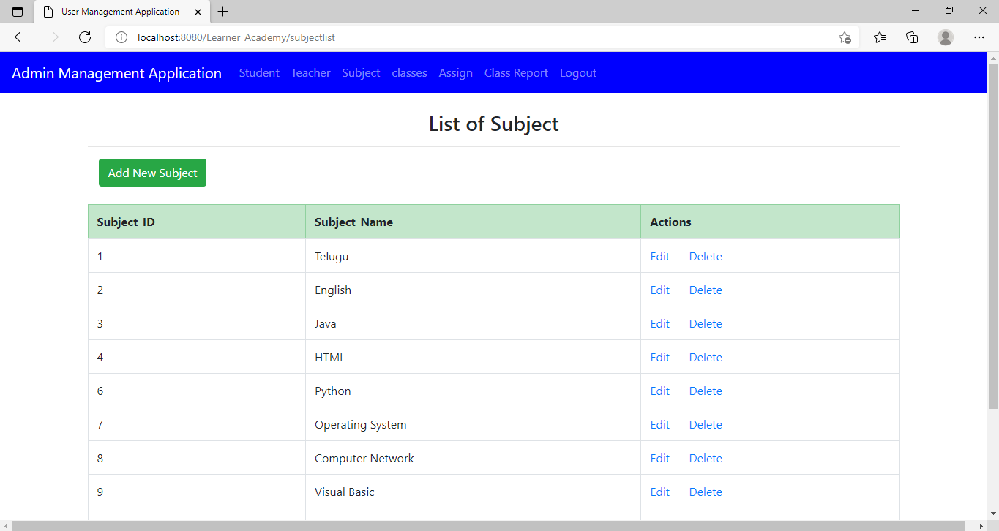 User Management Application
localhost:8080/Learner_Academy/subjectlist
Admin Management Application Student Teacher Subject classes Assign Class Report Logout
List of Subject
Add New Subject
Subject_ID Subject_Name Actions
1 Telugu Edit Delete
2 English Edit Delete
3 Java Edit Delete
4 HTML Edit Delete
6 Python Edit Delete
7 Operating System Edit Delete
8 Computer Network Edit Delete
9 Visual Basic Edit Delete